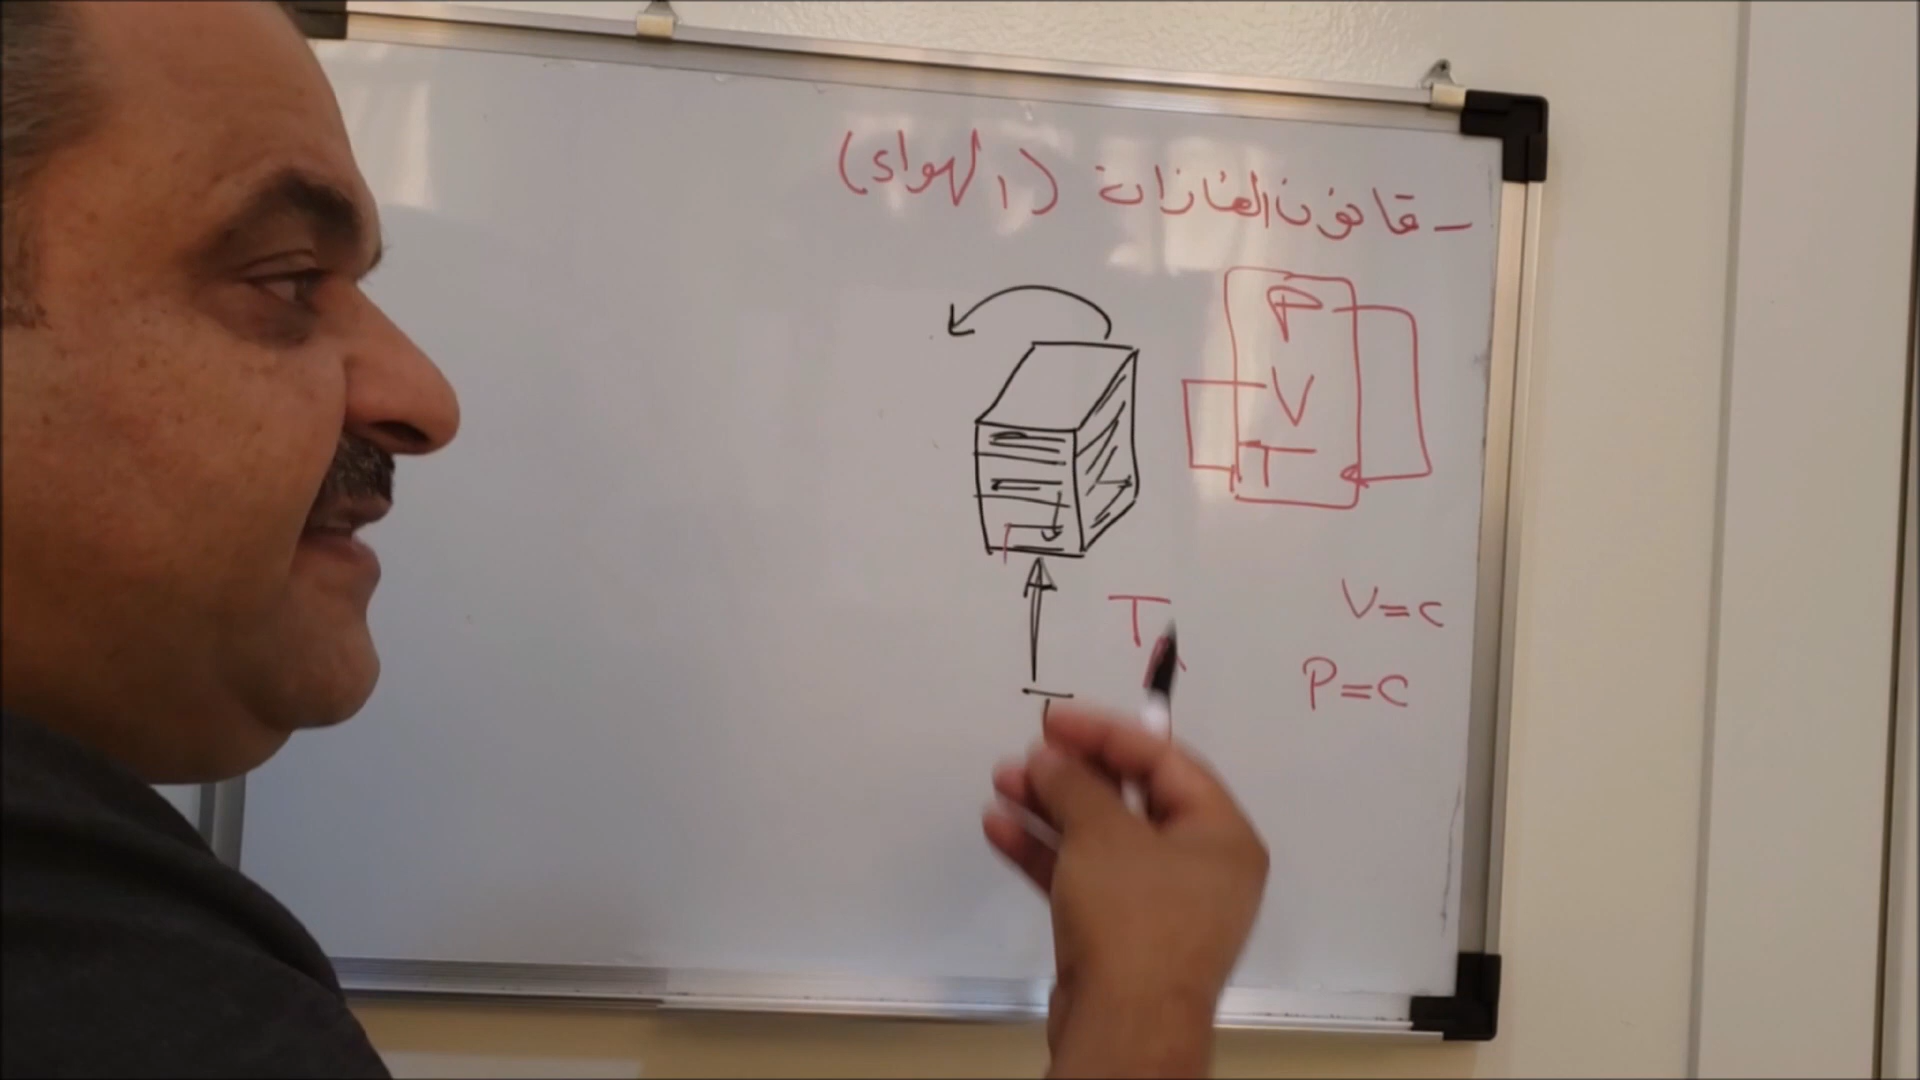 - قانون الغازات (الهواء)
P
V
T
T
V=c
P=c